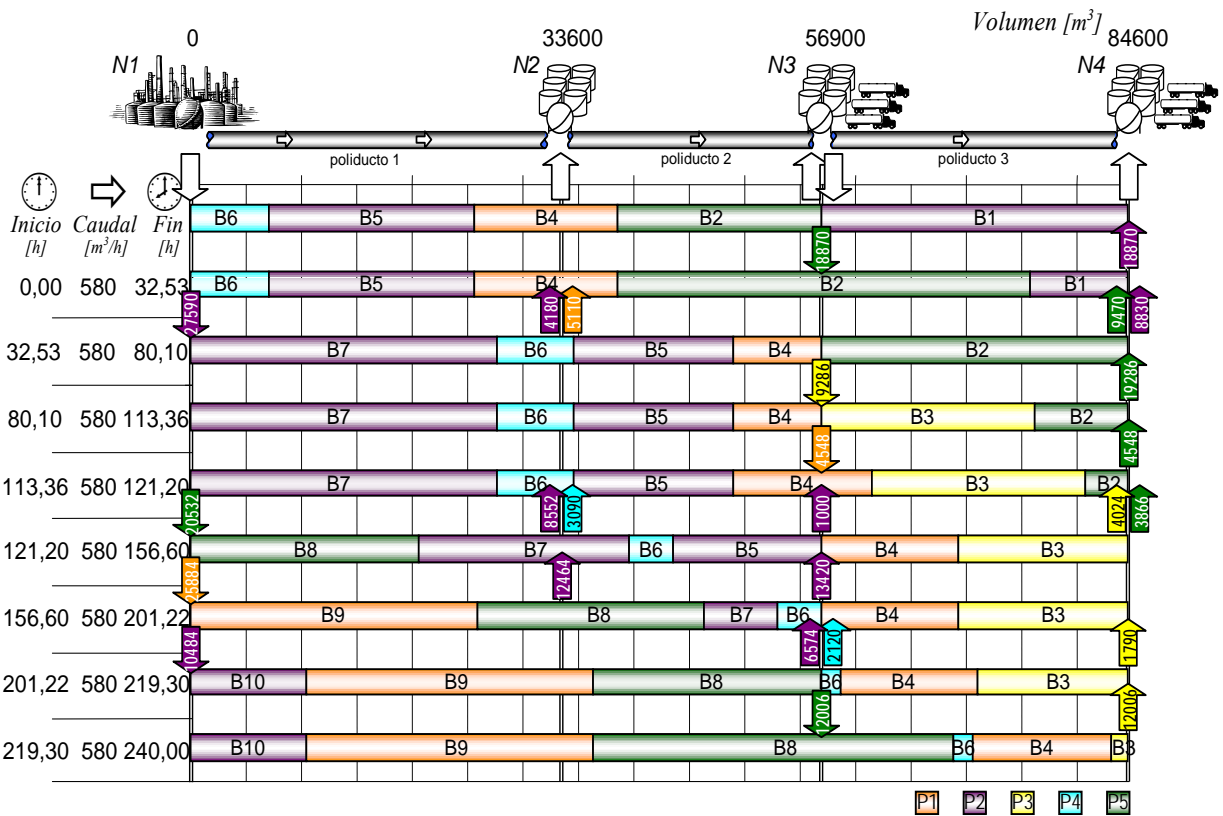 Volumen [m³]
0 33600 56900 84600
N1 N2 N3 N4
poliducto 1 poliducto 2 poliducto 3
Inicio Caudal Fin
[h] [m³/h] [h]
B6 B5 B4 B2 B1
18870 18870
0,00 580 32,53 B6 B5 B4 B2 B1
27590 4180 5110 9470 8830
32,53 580 80,10 B7 B6 B5 B4 B2
19286 19286
80,10 580 113,36 B7 B6 B5 B4 B3 B2
4548 4548
113,36 580 121,20 B7 B6 B5 B4 B3 B2
20532 8552 3090 1000 4024 3866
121,20 580 156,60 B8 B7 B6 B5 B4 B3
25884 12464 13420
156,60 580 201,22 B9 B8 B7 B6 B4 B3
10484 6574 2120 1790
201,22 580 219,30 B10 B9 B8 B6 B4 B3
12006 12006
219,30 580 240,00 B10 B9 B8 B6 B4 B3
P1 P2 P3 P4 P5